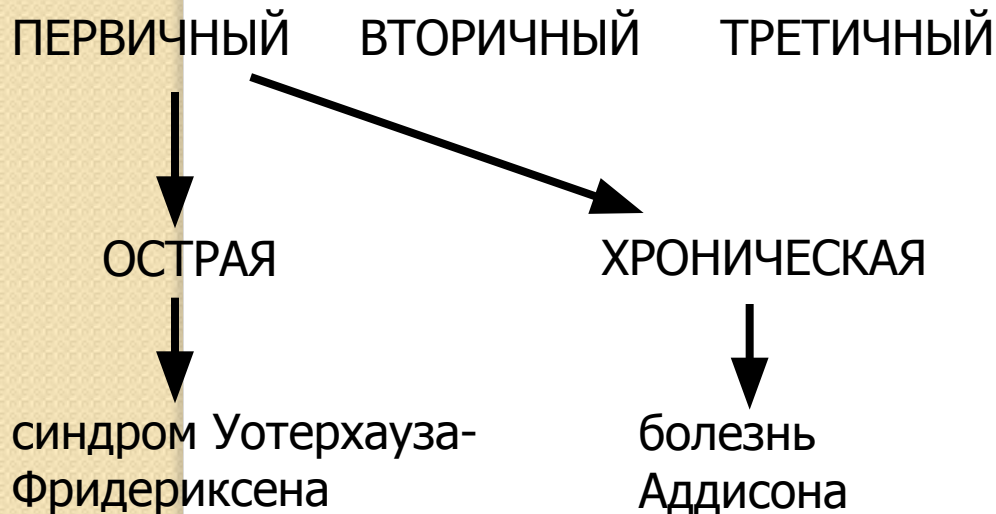 ПЕРВИЧНЫЙ ВТОРИЧНЫЙ ТРЕТИЧНЫЙ
ОСТРАЯ ХРОНИЧЕСКАЯ
синдром Уотерхауза-
Фридериксена
болезнь
Аддисона